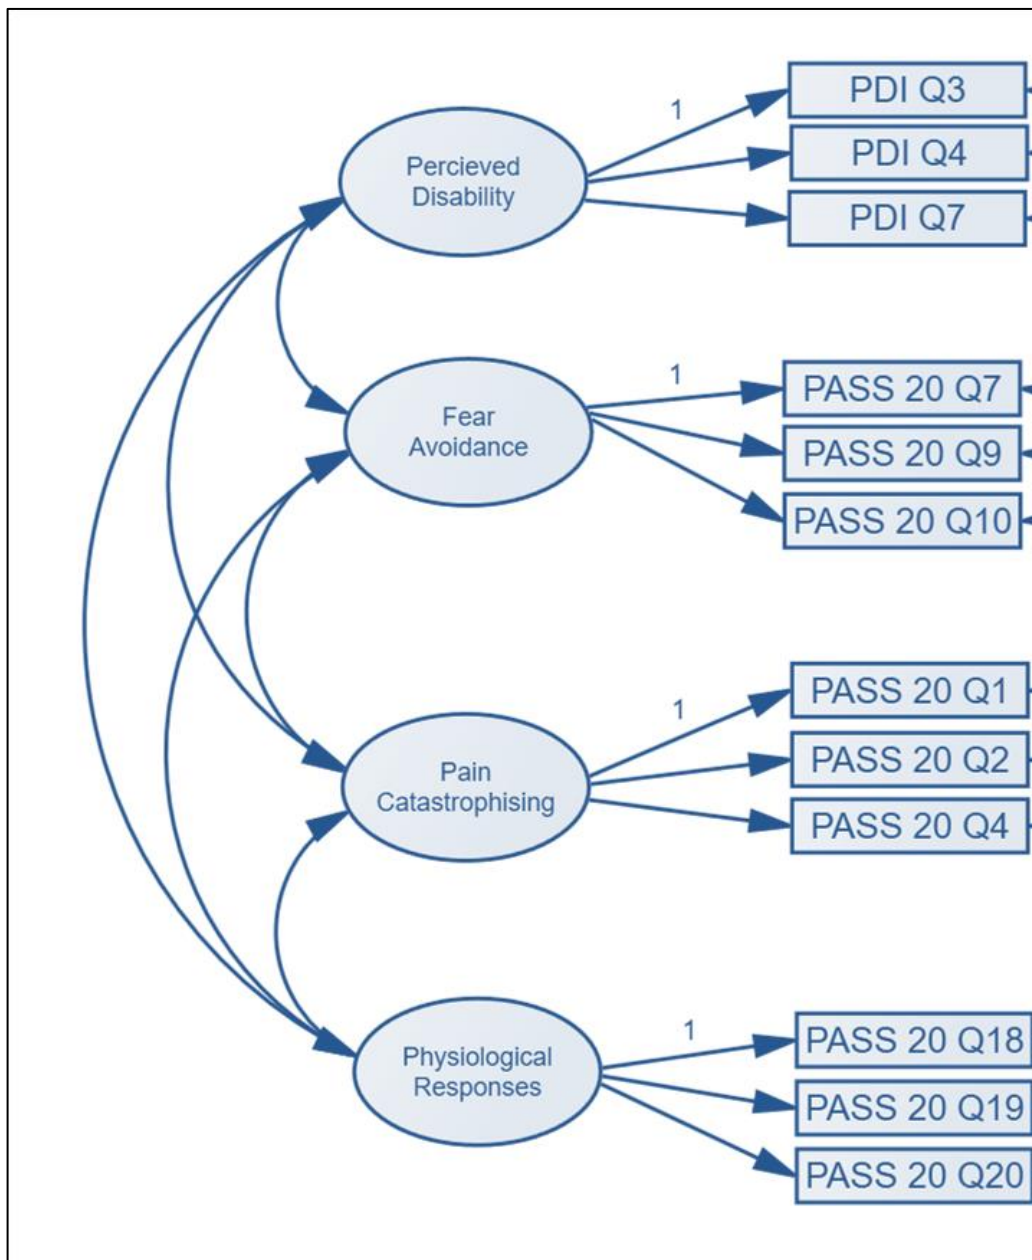 Percieved
Disability
1
PDI Q3
PDI Q4
PDI Q7
Fear
Avoidance
1
PASS 20 Q7
PASS 20 Q9
PASS 20 Q10
Pain
Catastrophising
1
PASS 20 Q1
PASS 20 Q2
PASS 20 Q4
Physiological
Responses
1
PASS 20 Q18
PASS 20 Q19
PASS 20 Q20